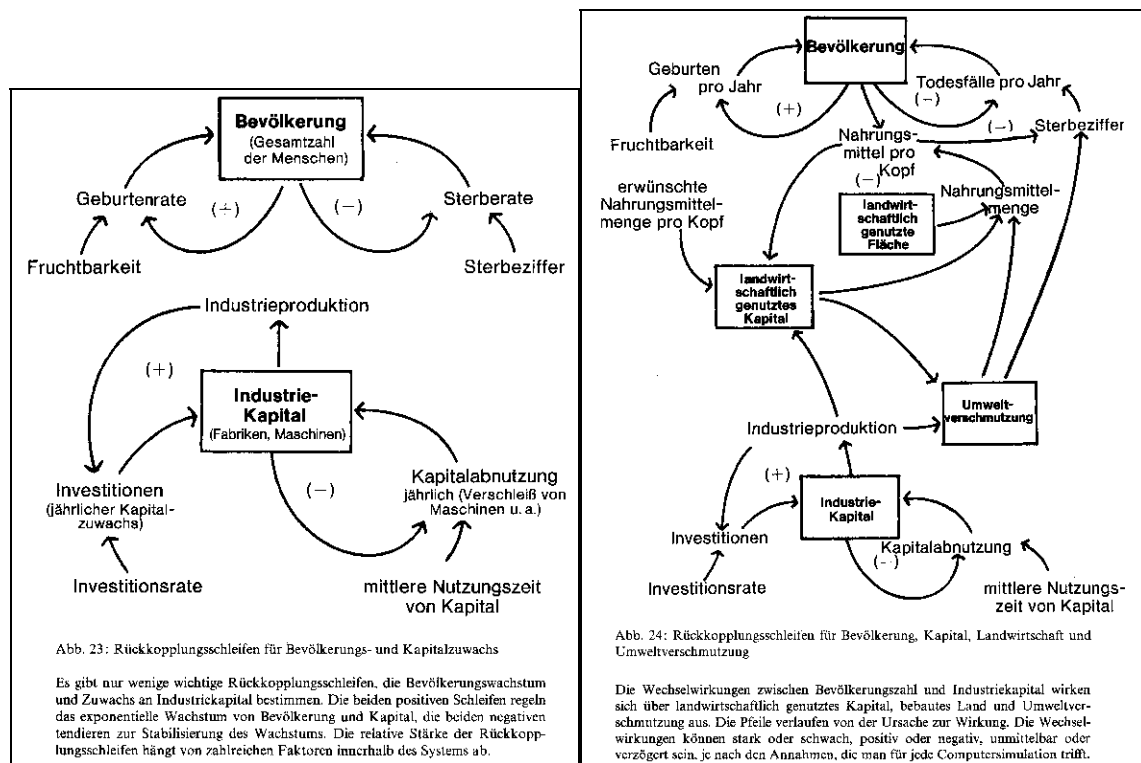 Bevölkerung
(Gesamtzahl
der Menschen)
Geburtenrate
(+)
(−)
Sterberate
Fruchtbarkeit
Sterbeziffer
Industrieproduktion
(+)
Industrie-
Kapital
(Fabriken, Maschinen)
Investitionen
(jährlicher Kapital-
zuwachs)
(−)
Kapitalabnutzung
jährlich (Verschleiß von
Maschinen u. a.)
Investitionsrate
mittlere Nutzungszeit
von Kapital
Abb. 23: Rückkopplungsschleifen für Bevölkerungs- und Kapitalzuwachs
Es gibt nur wenige wichtige Rückkopplungsschleifen, die Bevölkerungswachstum
und Zuwachs an Industriekapital bestimmen. Die beiden positiven Schleifen regeln
das exponentielle Wachstum von Bevölkerung und Kapital, die beiden negativen
tendieren zur Stabilisierung des Wachstums. Die relative Stärke der Rückkopp-
lungsschleifen hängt von zahlreichen Faktoren innerhalb des Systems ab.
Bevölkerung
Geburten
pro Jahr
(+)
Todesfälle pro Jahr
(−)
Fruchtbarkeit
(−)
Sterbeziffer
Nahrungs-
mittel pro
Kopf
(−)
erwünschte
Nahrungsmittel-
menge pro Kopf
landwirt-
schaftlich
genutzte
Fläche
Nahrungsmittel-
menge
landwirt-
schaftlich
genutztes
Kapital
Umwelt-
verschmutzung
Industrieproduktion
(+)
Industrie-
Kapital
Investitionen
Kapitalabnutzung
(−)
Investitionsrate
mittlere Nutzungs-
zeit von Kapital
Abb. 24: Rückkopplungsschleifen für Bevölkerung, Kapital, Landwirtschaft und
Umweltverschmutzung
Die Wechselwirkungen zwischen Bevölkerungszahl und Industriekapital wirken
sich über landwirtschaftlich genutztes Kapital, bebautes Land und Umweltver-
schmutzung aus. Die Pfeile verlaufen von der Ursache zur Wirkung. Die Wechsel-
wirkungen können stark oder schwach, positiv oder negativ, unmittelbar oder
verzögert sein, je nach den Annahmen, die man für jede Computersimulation trifft.